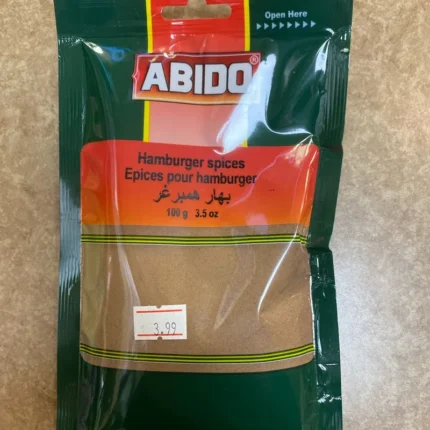 Open Here
ABIDO®
Hamburger spices
Epices pour hamburger
بهار همبرغر
100 g 3.5 oz
3.99